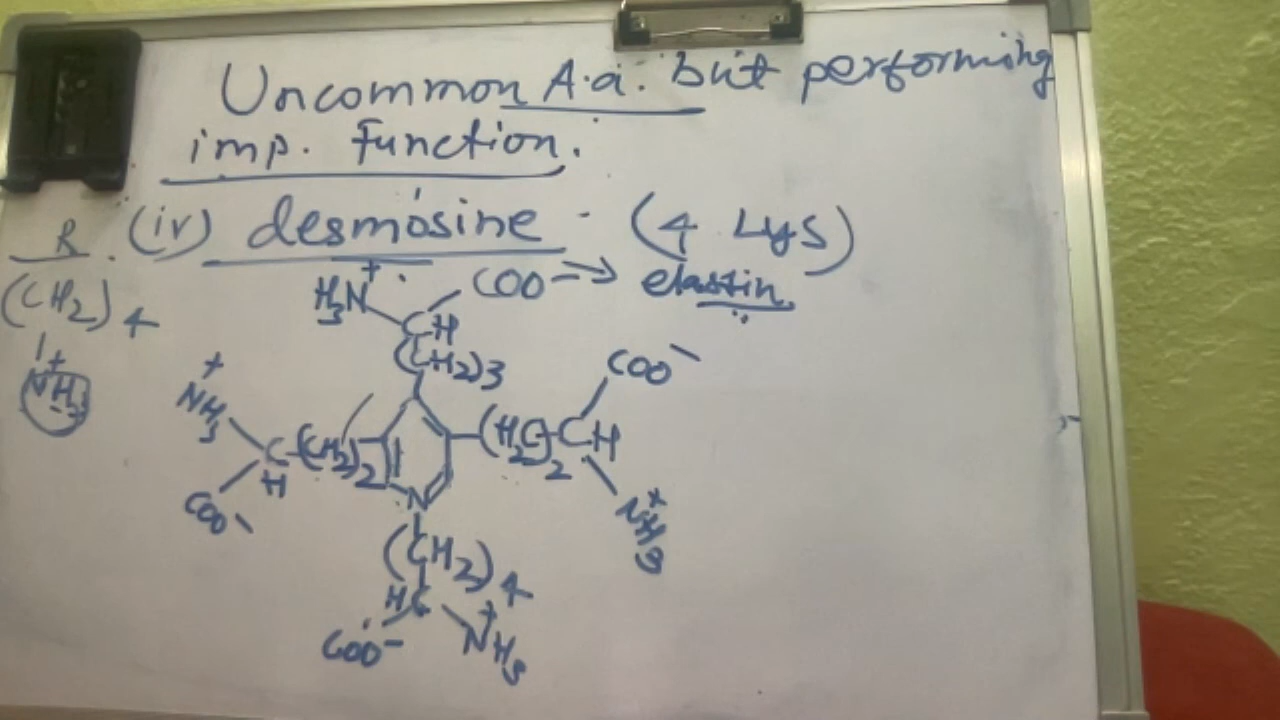 Uncommon A.a. but performing
imp. function.
(iv) desmosine (4 Lys)
R
(CH2)4
NH3+
H3N+
COO- → elastin
CH
(CH2)3
COO-
+NH3
C-(CH2)2
H
COO-
(H2C)2-CH
+NH3
N
(CH2)4
HC
COO-
+NH3